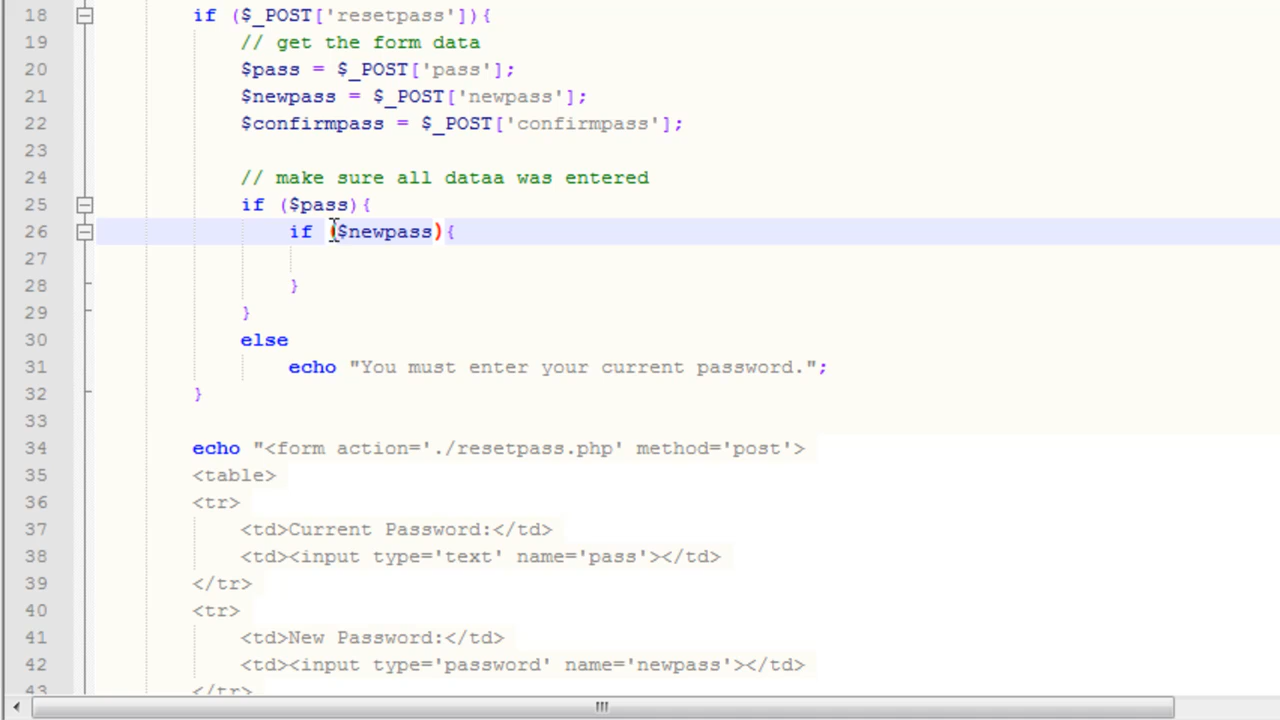 18 if ($_POST['resetpass']){
19 // get the form data
20 $pass = $_POST['pass'];
21 $newpass = $_POST['newpass'];
22 $confirmpass = $_POST['confirmpass'];
23
24 // make sure all dataa was entered
25 if ($pass){
26 if ($newpass){
27
28 }
29 }
30 else
31 echo "You must enter your current password.";
32 }
33
34 echo "<form action='./resetpass.php' method='post'>
35 <table>
36 <tr>
37 <td>Current Password:</td>
38 <td><input type='text' name='pass'></td>
39 </tr>
40 <tr>
41 <td>New Password:</td>
42 <td><input type='password' name='newpass'></td>
43 </tr>